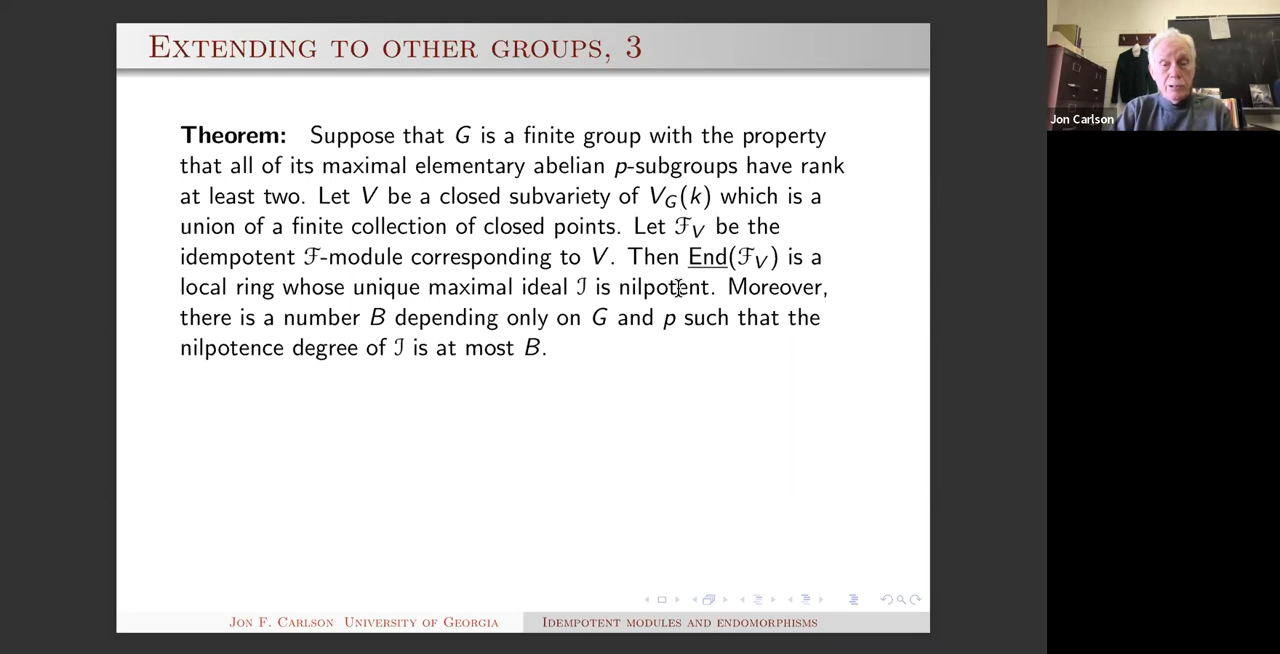 EXTENDING TO OTHER GROUPS, 3
Theorem: Suppose that G is a finite group with the property
that all of its maximal elementary abelian p-subgroups have rank
at least two. Let V be a closed subvariety of V_G(k) which is a
union of a finite collection of closed points. Let ℱ_V be the
idempotent ℱ-module corresponding to V. Then End(ℱ_V) is a
local ring whose unique maximal ideal ℐ is nilpotent. Moreover,
there is a number B depending only on G and p such that the
nilpotence degree of ℐ is at most B.
JON F. CARLSON UNIVERSITY OF GEORGIA
IDEMPOTENT MODULES AND ENDOMORPHISMS
Jon Carlson